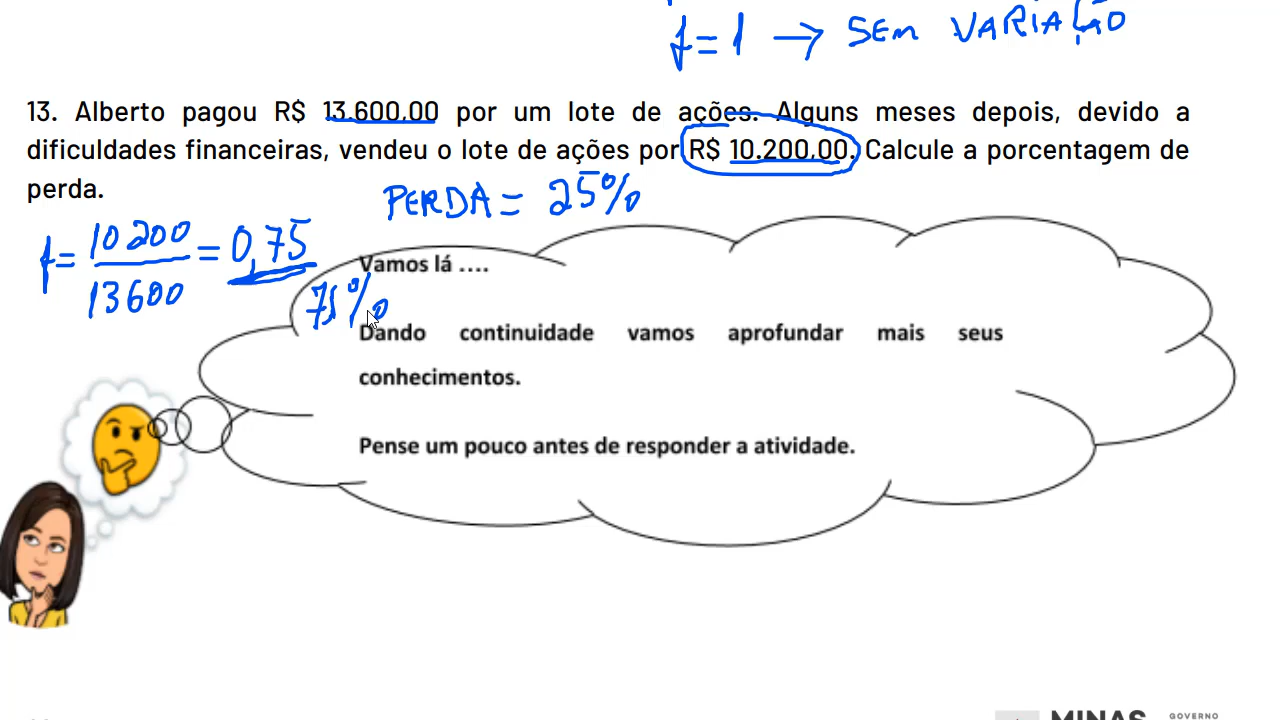 f = 1 → SEM VARIAÇÃO
13. Alberto pagou R$ 13.600,00 por um lote de ações. Alguns meses depois, devido a
dificuldades financeiras, vendeu o lote de ações por R$ 10.200,00. Calcule a porcentagem de
perda.
PERDA = 25%
f = 10200/13600 = 0,75
75%
Vamos lá ....
Dando continuidade vamos aprofundar mais seus
conhecimentos.
Pense um pouco antes de responder a atividade.
MINAS
GOVERNO